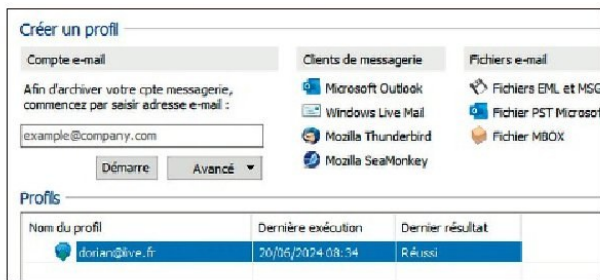 Créer un profil
Compte e-mail
Afin d'archiver votre cpte messagerie,
commencez par saisir adresse e-mail :
example@company.com
Démarre
Avancé
Clients de messagerie
Microsoft Outlook
Windows Live Mail
Mozilla Thunderbird
Mozilla SeaMonkey
Fichiers e-mail
Fichiers EML et MSG
Fichier PST Microsof
Fichier MBOX
Profils
Nom du profil Dernière exécution Dernier résultat
dorian@live.fr 20/06/2024 08:34 Réussi